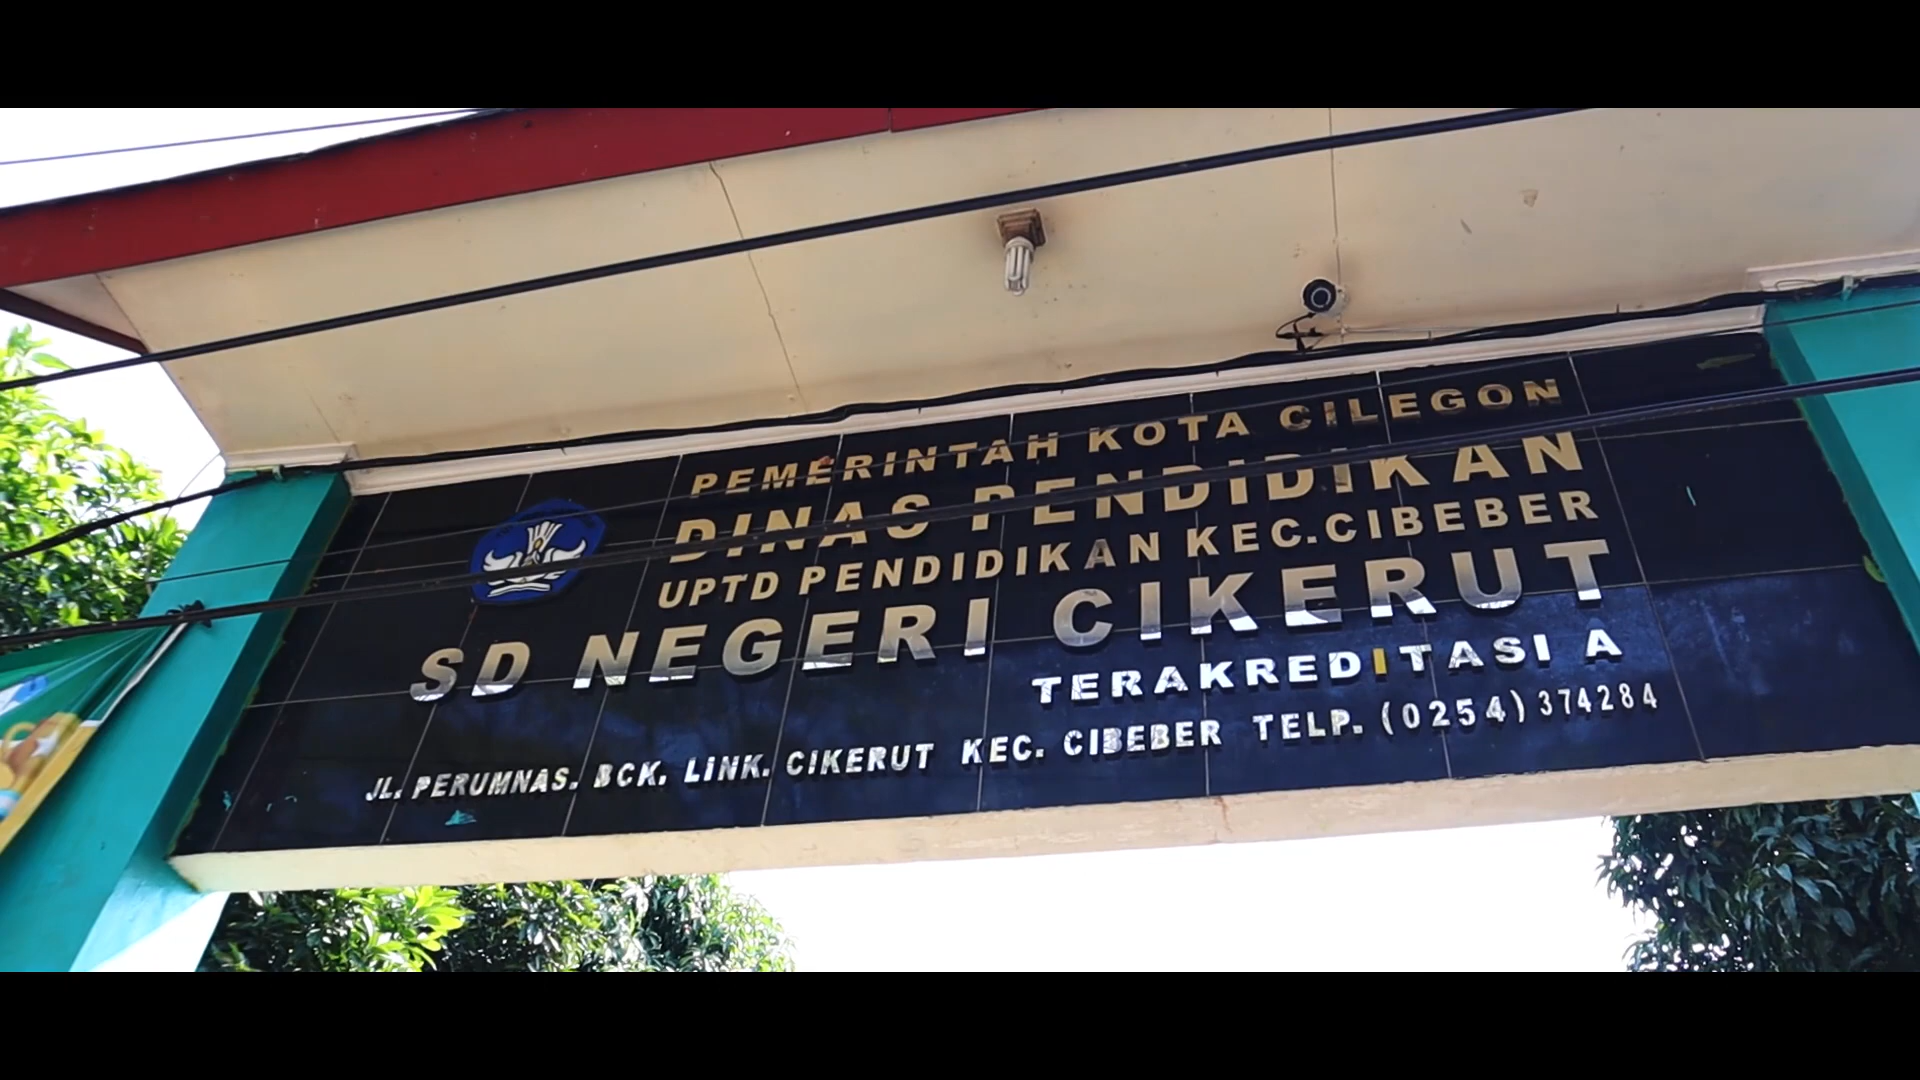 PEMERINTAH KOTA CILEGON
DINAS PENDIDIKAN
UPTD PENDIDIKAN KEC.CIBEBER
SD NEGERI CIKERUT
TERAKREDITASI A
JL. PERUMNAS. BCK. LINK. CIKERUT KEC. CIBEBER TELP. (0254) 374284